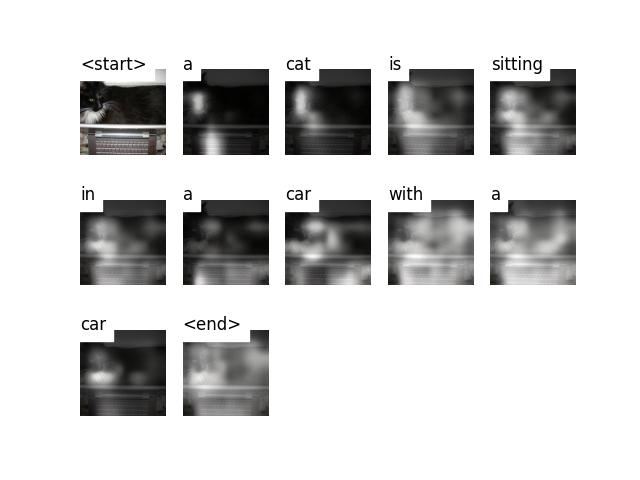 <start> a cat is sitting
in a car with a
car <end>